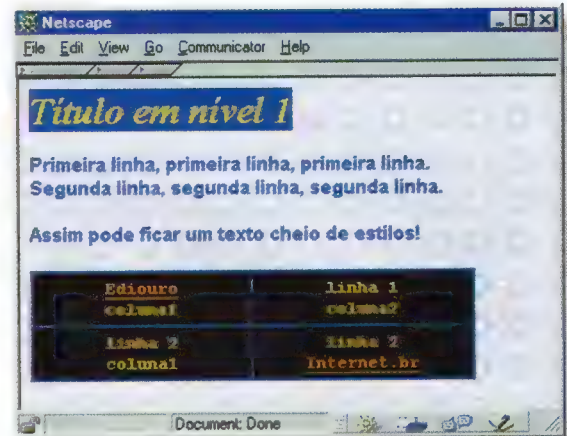 Netscape
File Edit View Go Communicator Help
Título em nível 1
Primeira linha, primeira linha, primeira linha.
Segunda linha, segunda linha, segunda linha.
Assim pode ficar um texto cheio de estilos!
Ediouro linha 1
coluna1 coluna2
linha 2 linha 2
coluna1 Internet.br
Document: Done